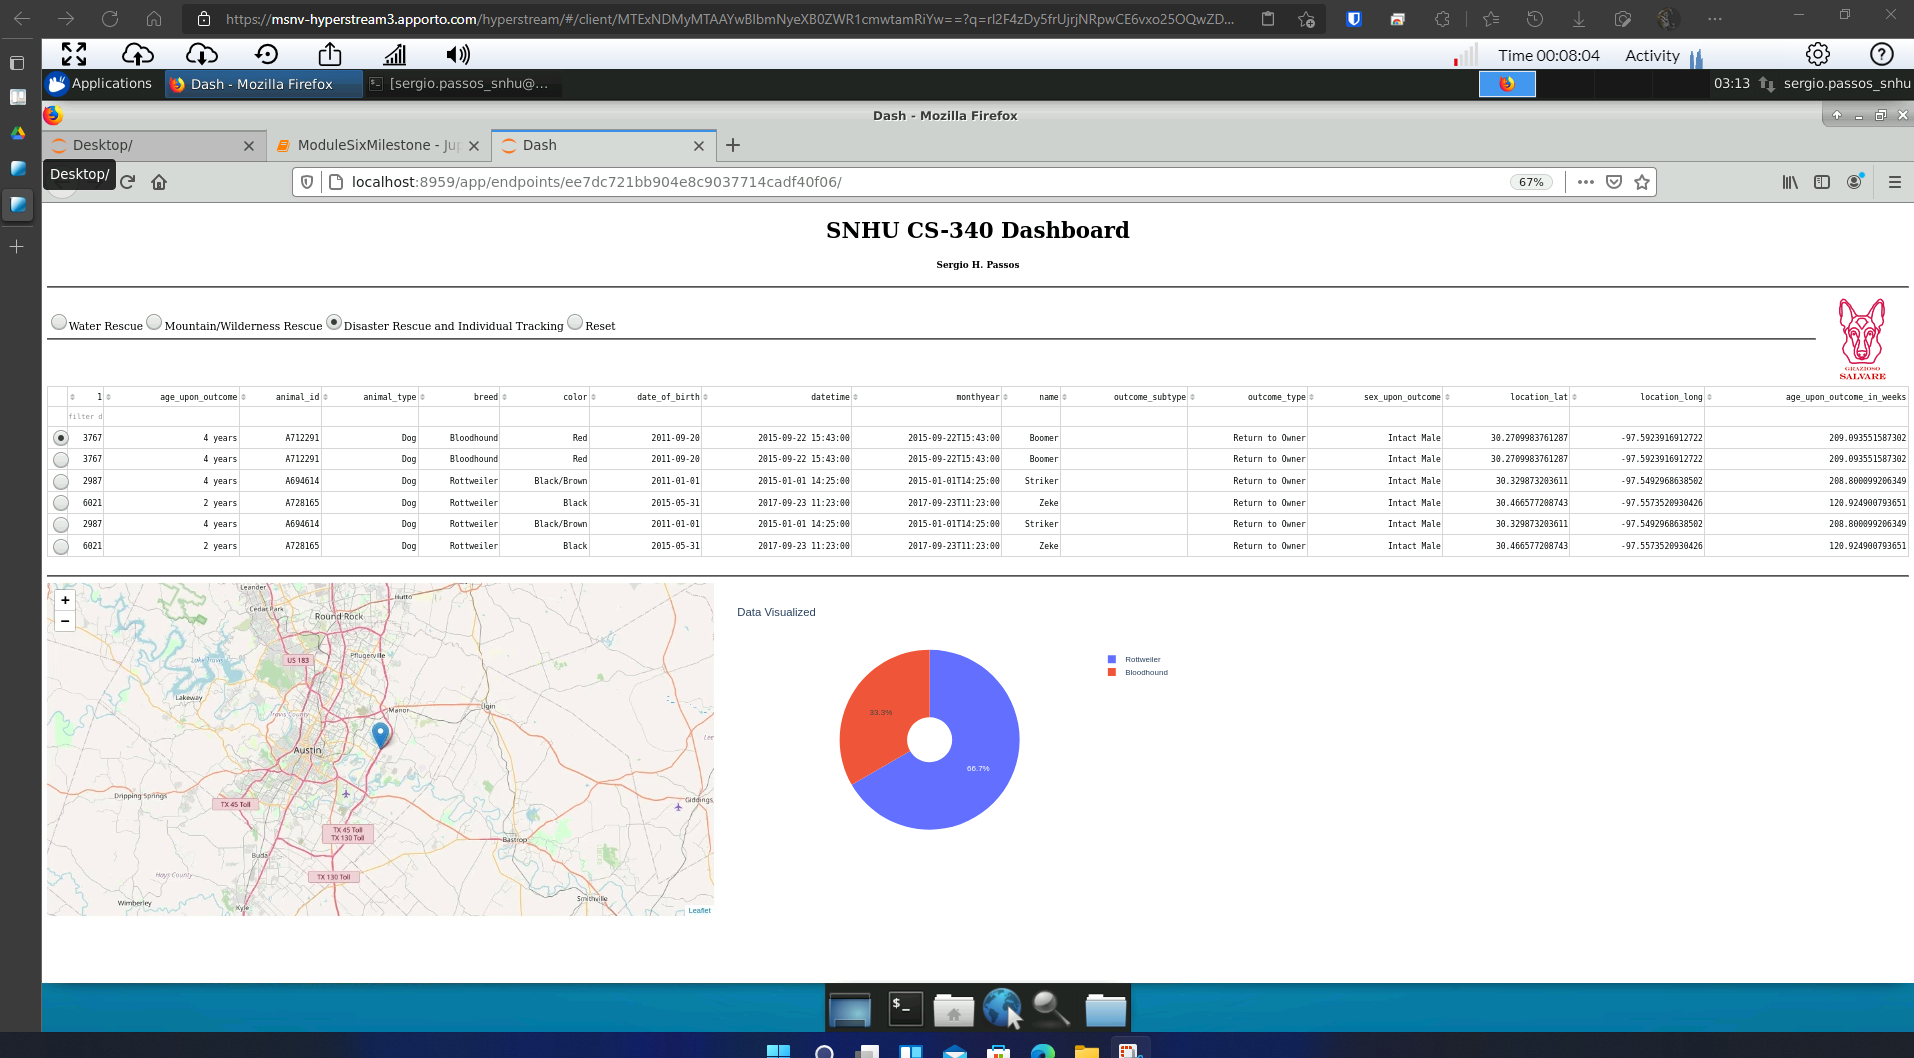 https://msnv-hyperstream3.apporto.com/hyperstream/#/client/MTExNDMyMTAAYwBIbmNyeXB0ZWR1cmwtamRiYw==?q=rI2F4zDy5frUjrjNRpwCE6vxo25OQwZD...
Time 00:08:04 Activity
Applications Dash - Mozilla Firefox [sergio.passos_snhu@... 03:13 sergio.passos_snhu
Dash - Mozilla Firefox
Desktop/ ModuleSixMilestone - Ju Dash
Desktop/
localhost:8959/app/endpoints/ee7dc721bb904e8c9037714cadf40f06/ 67%
SNHU CS-340 Dashboard
Sergio H. Passos
Water Rescue Mountain/Wilderness Rescue Disaster Rescue and Individual Tracking Reset
GRAZIOSO
SALVARE
1 age_upon_outcome animal_id animal_type breed color date_of_birth datetime monthyear name outcome_subtype outcome_type sex_upon_outcome location_lat location_long age_upon_outcome_in_weeks
filter d
3767 4 years A712291 Dog Bloodhound Red 2011-09-20 2015-09-22 15:43:00 2015-09-22T15:43:00 Boomer Return to Owner Intact Male 30.2709983761287 -97.5923916912722 209.093551587302
3767 4 years A712291 Dog Bloodhound Red 2011-09-20 2015-09-22 15:43:00 2015-09-22T15:43:00 Boomer Return to Owner Intact Male 30.2709983761287 -97.5923916912722 209.093551587302
2987 4 years A694614 Dog Rottweiler Black/Brown 2011-01-01 2015-01-01 14:25:00 2015-01-01T14:25:00 Striker Return to Owner Intact Male 30.329873203611 -97.5492968638502 208.800099206349
6021 2 years A728165 Dog Rottweiler Black 2015-05-31 2017-09-23 11:23:00 2017-09-23T11:23:00 Zeke Return to Owner Intact Male 30.466577208743 -97.5573520930426 120.924900793651
2987 4 years A694614 Dog Rottweiler Black/Brown 2011-01-01 2015-01-01 14:25:00 2015-01-01T14:25:00 Striker Return to Owner Intact Male 30.329873203611 -97.5492968638502 208.800099206349
6021 2 years A728165 Dog Rottweiler Black 2015-05-31 2017-09-23 11:23:00 2017-09-23T11:23:00 Zeke Return to Owner Intact Male 30.466577208743 -97.5573520930426 120.924900793651
+
−
Leander
Hutto
Cedar Park
Round Rock
Pflugerville
US 183
Lake Travis
Lakeway
Travis County
Manor
Elgin
Lee
Austin
Dripping Springs
TX 45 Toll
Giddings
TX 45 Toll
TX 130 Toll
Bastrop
Buda
Hays County
TX 130 Toll
Wimberley
Kyle
Smithville
Leaflet
Data Visualized
Rottweiler
Bloodhound
33.3%
66.7%